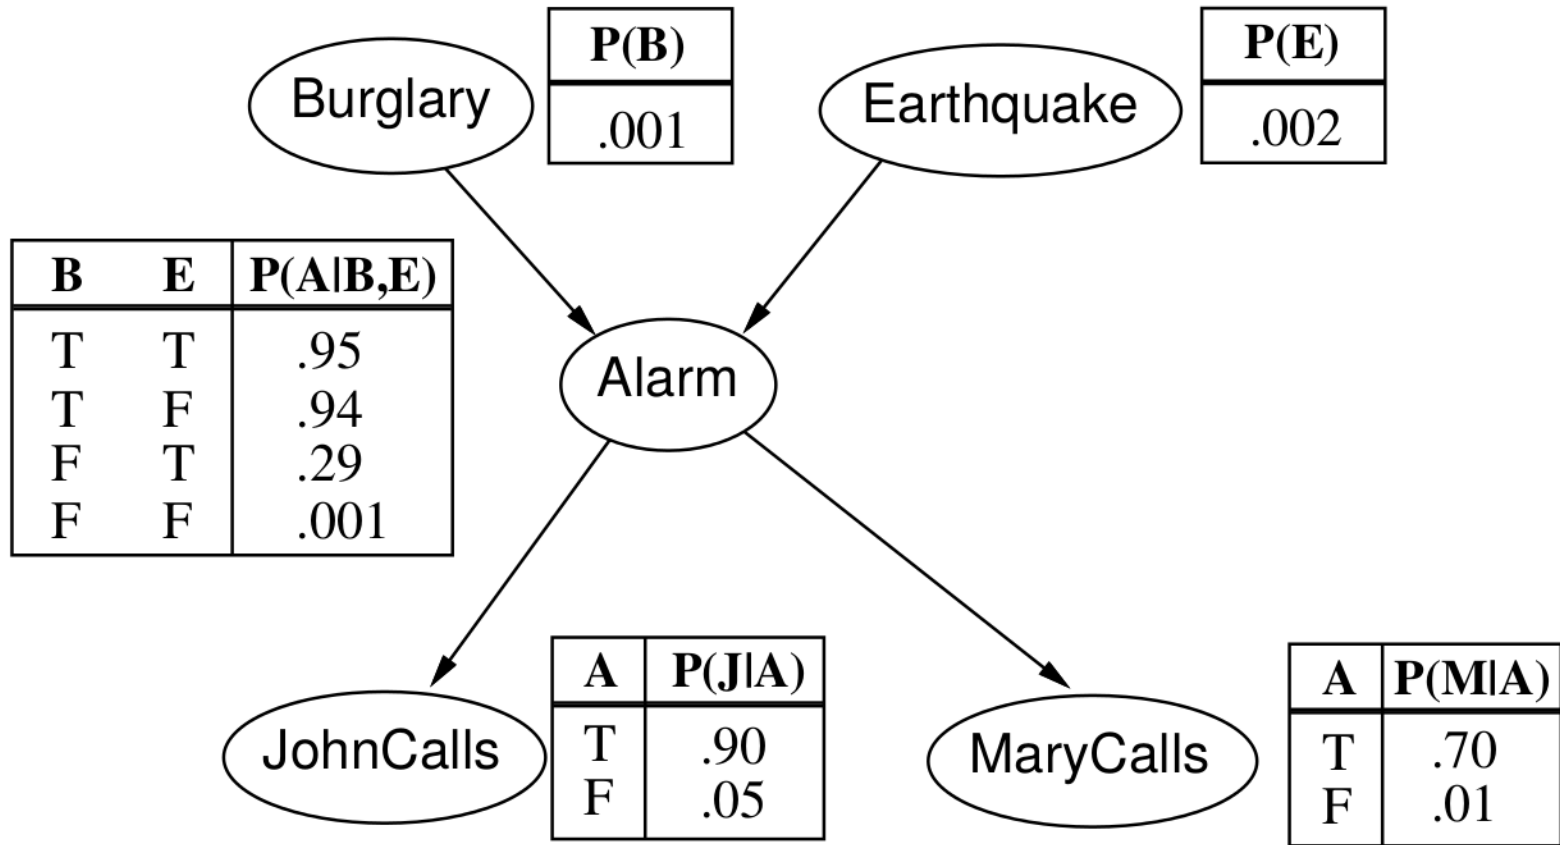 Burglary
P(B)
.001
Earthquake
P(E)
.002
B E P(A|B,E)
T T .95
T F .94
F T .29
F F .001
Alarm
JohnCalls
A P(J|A)
T .90
F .05
MaryCalls
A P(M|A)
T .70
F .01